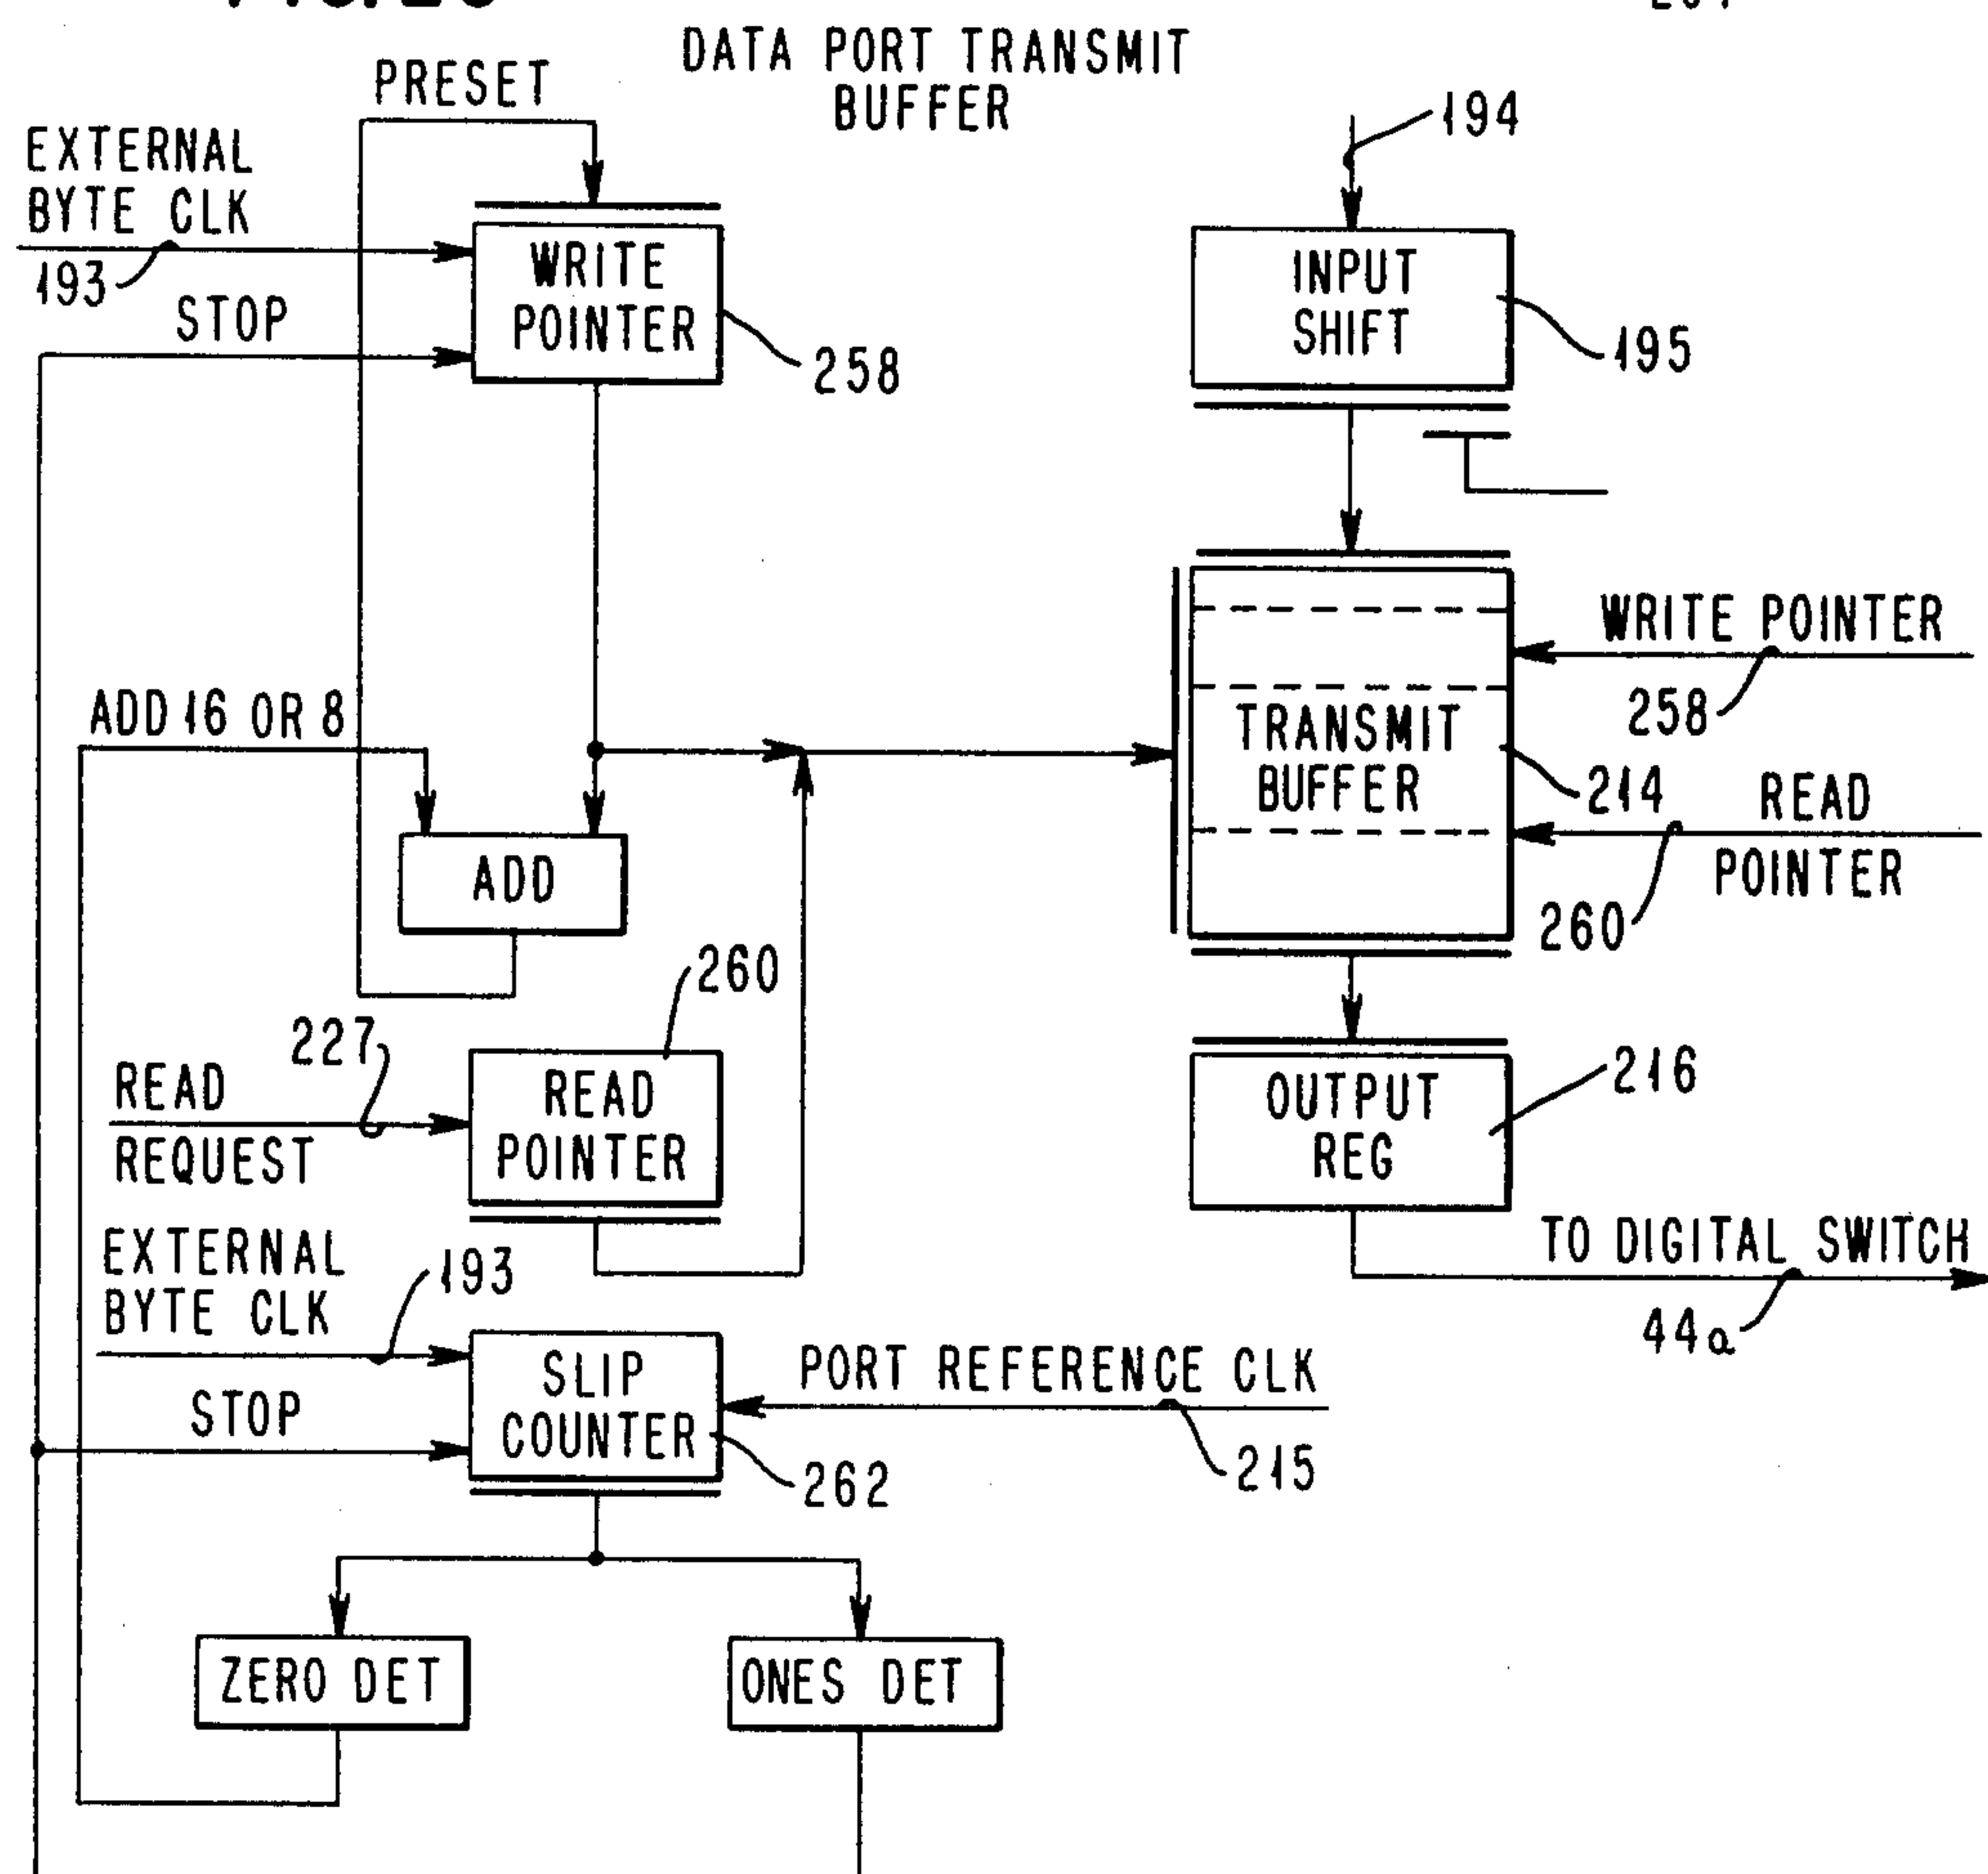 DATA PORT TRANSMIT
BUFFER
PRESET
EXTERNAL
BYTE CLK
193
STOP
WRITE
POINTER
258
194
INPUT
SHIFT
195
ADD 16 OR 8
ADD
TRANSMIT
BUFFER
214
WRITE POINTER
258
READ
POINTER
260
260
227
READ
REQUEST
READ
POINTER
OUTPUT
REG
216
TO DIGITAL SWITCH
44a
EXTERNAL
BYTE CLK
193
STOP
SLIP
COUNTER
262
PORT REFERENCE CLK
215
ZERO DET
ONES DET